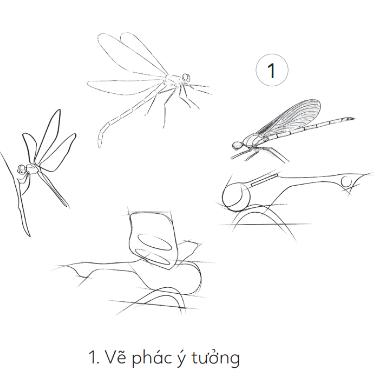 1
1. Vẽ phác ý tưởng